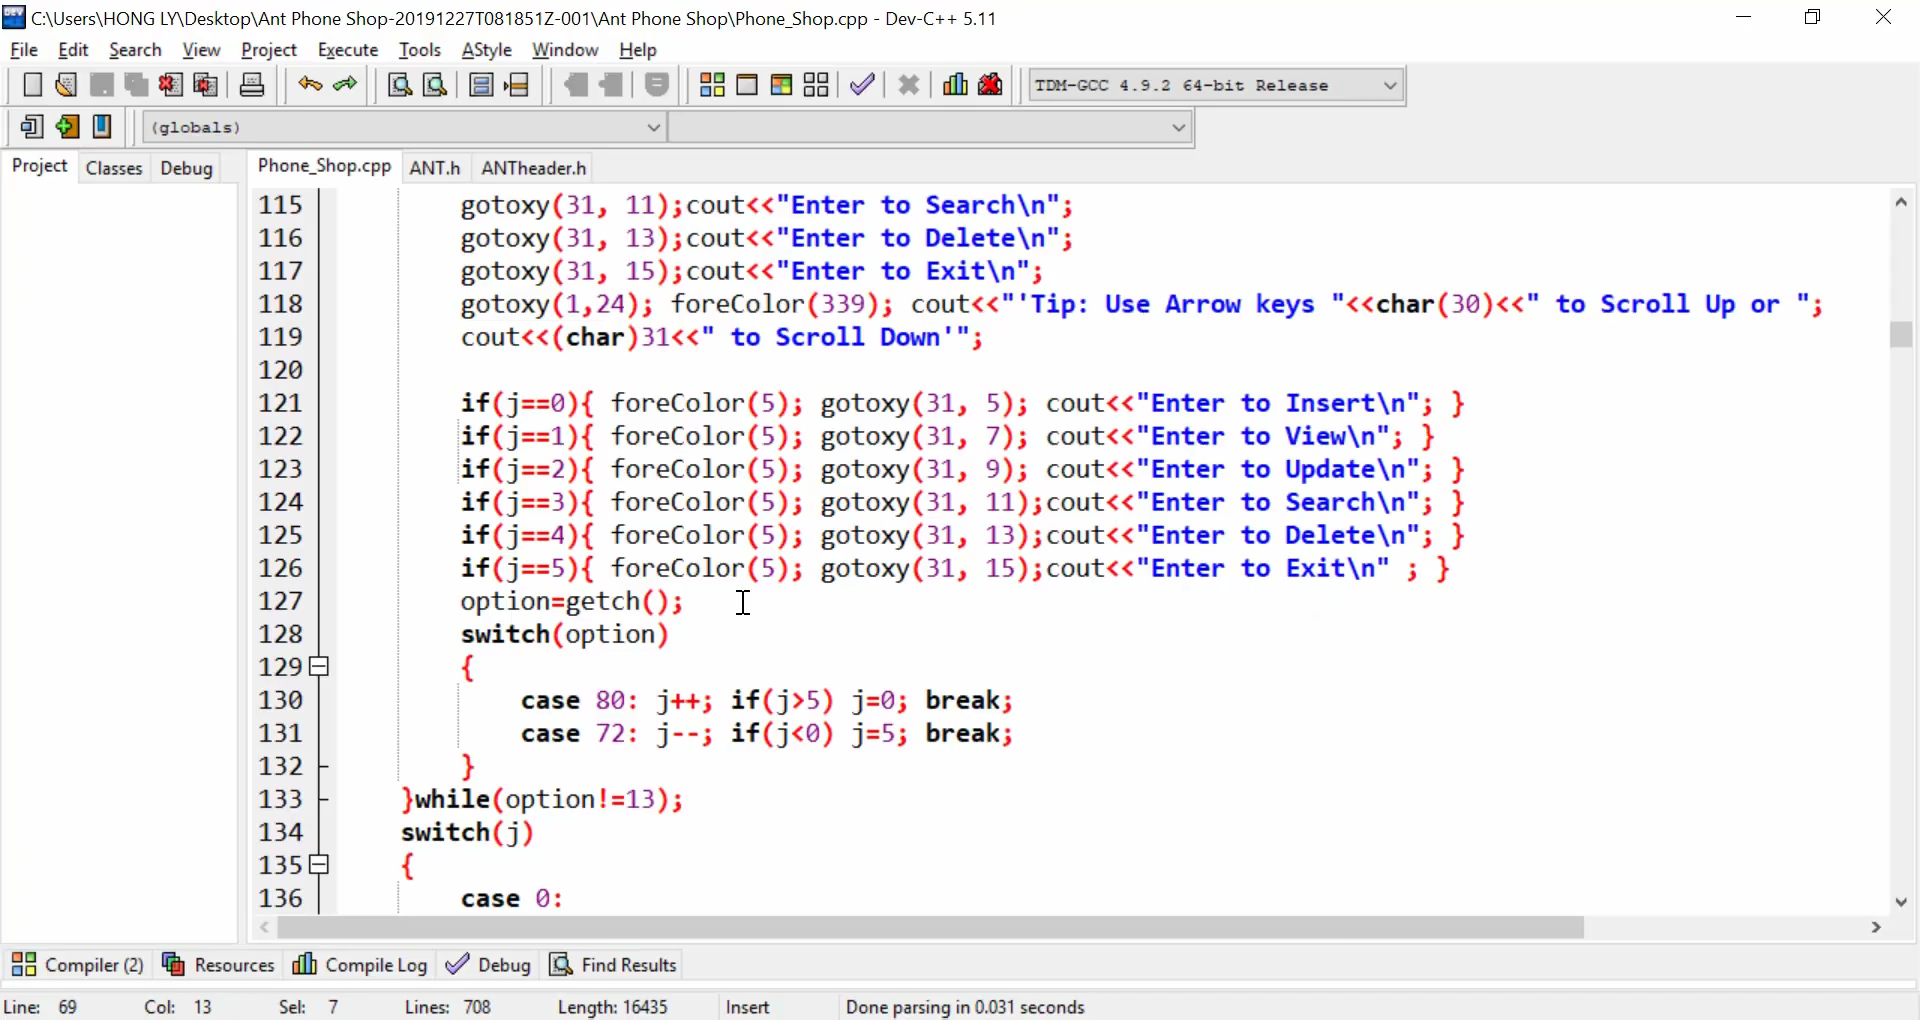 C:\Users\HONG LY\Desktop\Ant Phone Shop-20191227T081851Z-001\Ant Phone Shop\Phone_Shop.cpp - Dev-C++ 5.11
File Edit Search View Project Execute Tools AStyle Window Help
TDM-GCC 4.9.2 64-bit Release
(globals)
Project Classes Debug Phone_Shop.cpp ANT.h ANTheader.h
115 gotoxy(31, 11);cout<<"Enter to Search\n";
116 gotoxy(31, 13);cout<<"Enter to Delete\n";
117 gotoxy(31, 15);cout<<"Enter to Exit\n";
118 gotoxy(1,24); foreColor(339); cout<<"'Tip: Use Arrow keys "<<char(30)<<" to Scroll Up or ";
119 cout<<(char)31<<" to Scroll Down'";
120
121 if(j==0){ foreColor(5); gotoxy(31, 5); cout<<"Enter to Insert\n"; }
122 if(j==1){ foreColor(5); gotoxy(31, 7); cout<<"Enter to View\n"; }
123 if(j==2){ foreColor(5); gotoxy(31, 9); cout<<"Enter to Update\n"; }
124 if(j==3){ foreColor(5); gotoxy(31, 11);cout<<"Enter to Search\n"; }
125 if(j==4){ foreColor(5); gotoxy(31, 13);cout<<"Enter to Delete\n"; }
126 if(j==5){ foreColor(5); gotoxy(31, 15);cout<<"Enter to Exit\n" ; }
127 option=getch();
128 switch(option)
129 {
130 case 80: j++; if(j>5) j=0; break;
131 case 72: j--; if(j<0) j=5; break;
132 }
133 }while(option!=13);
134 switch(j)
135 {
136 case 0:
Compiler (2) Resources Compile Log Debug Find Results
Line: 69 Col: 13 Sel: 7 Lines: 708 Length: 16435 Insert Done parsing in 0.031 seconds